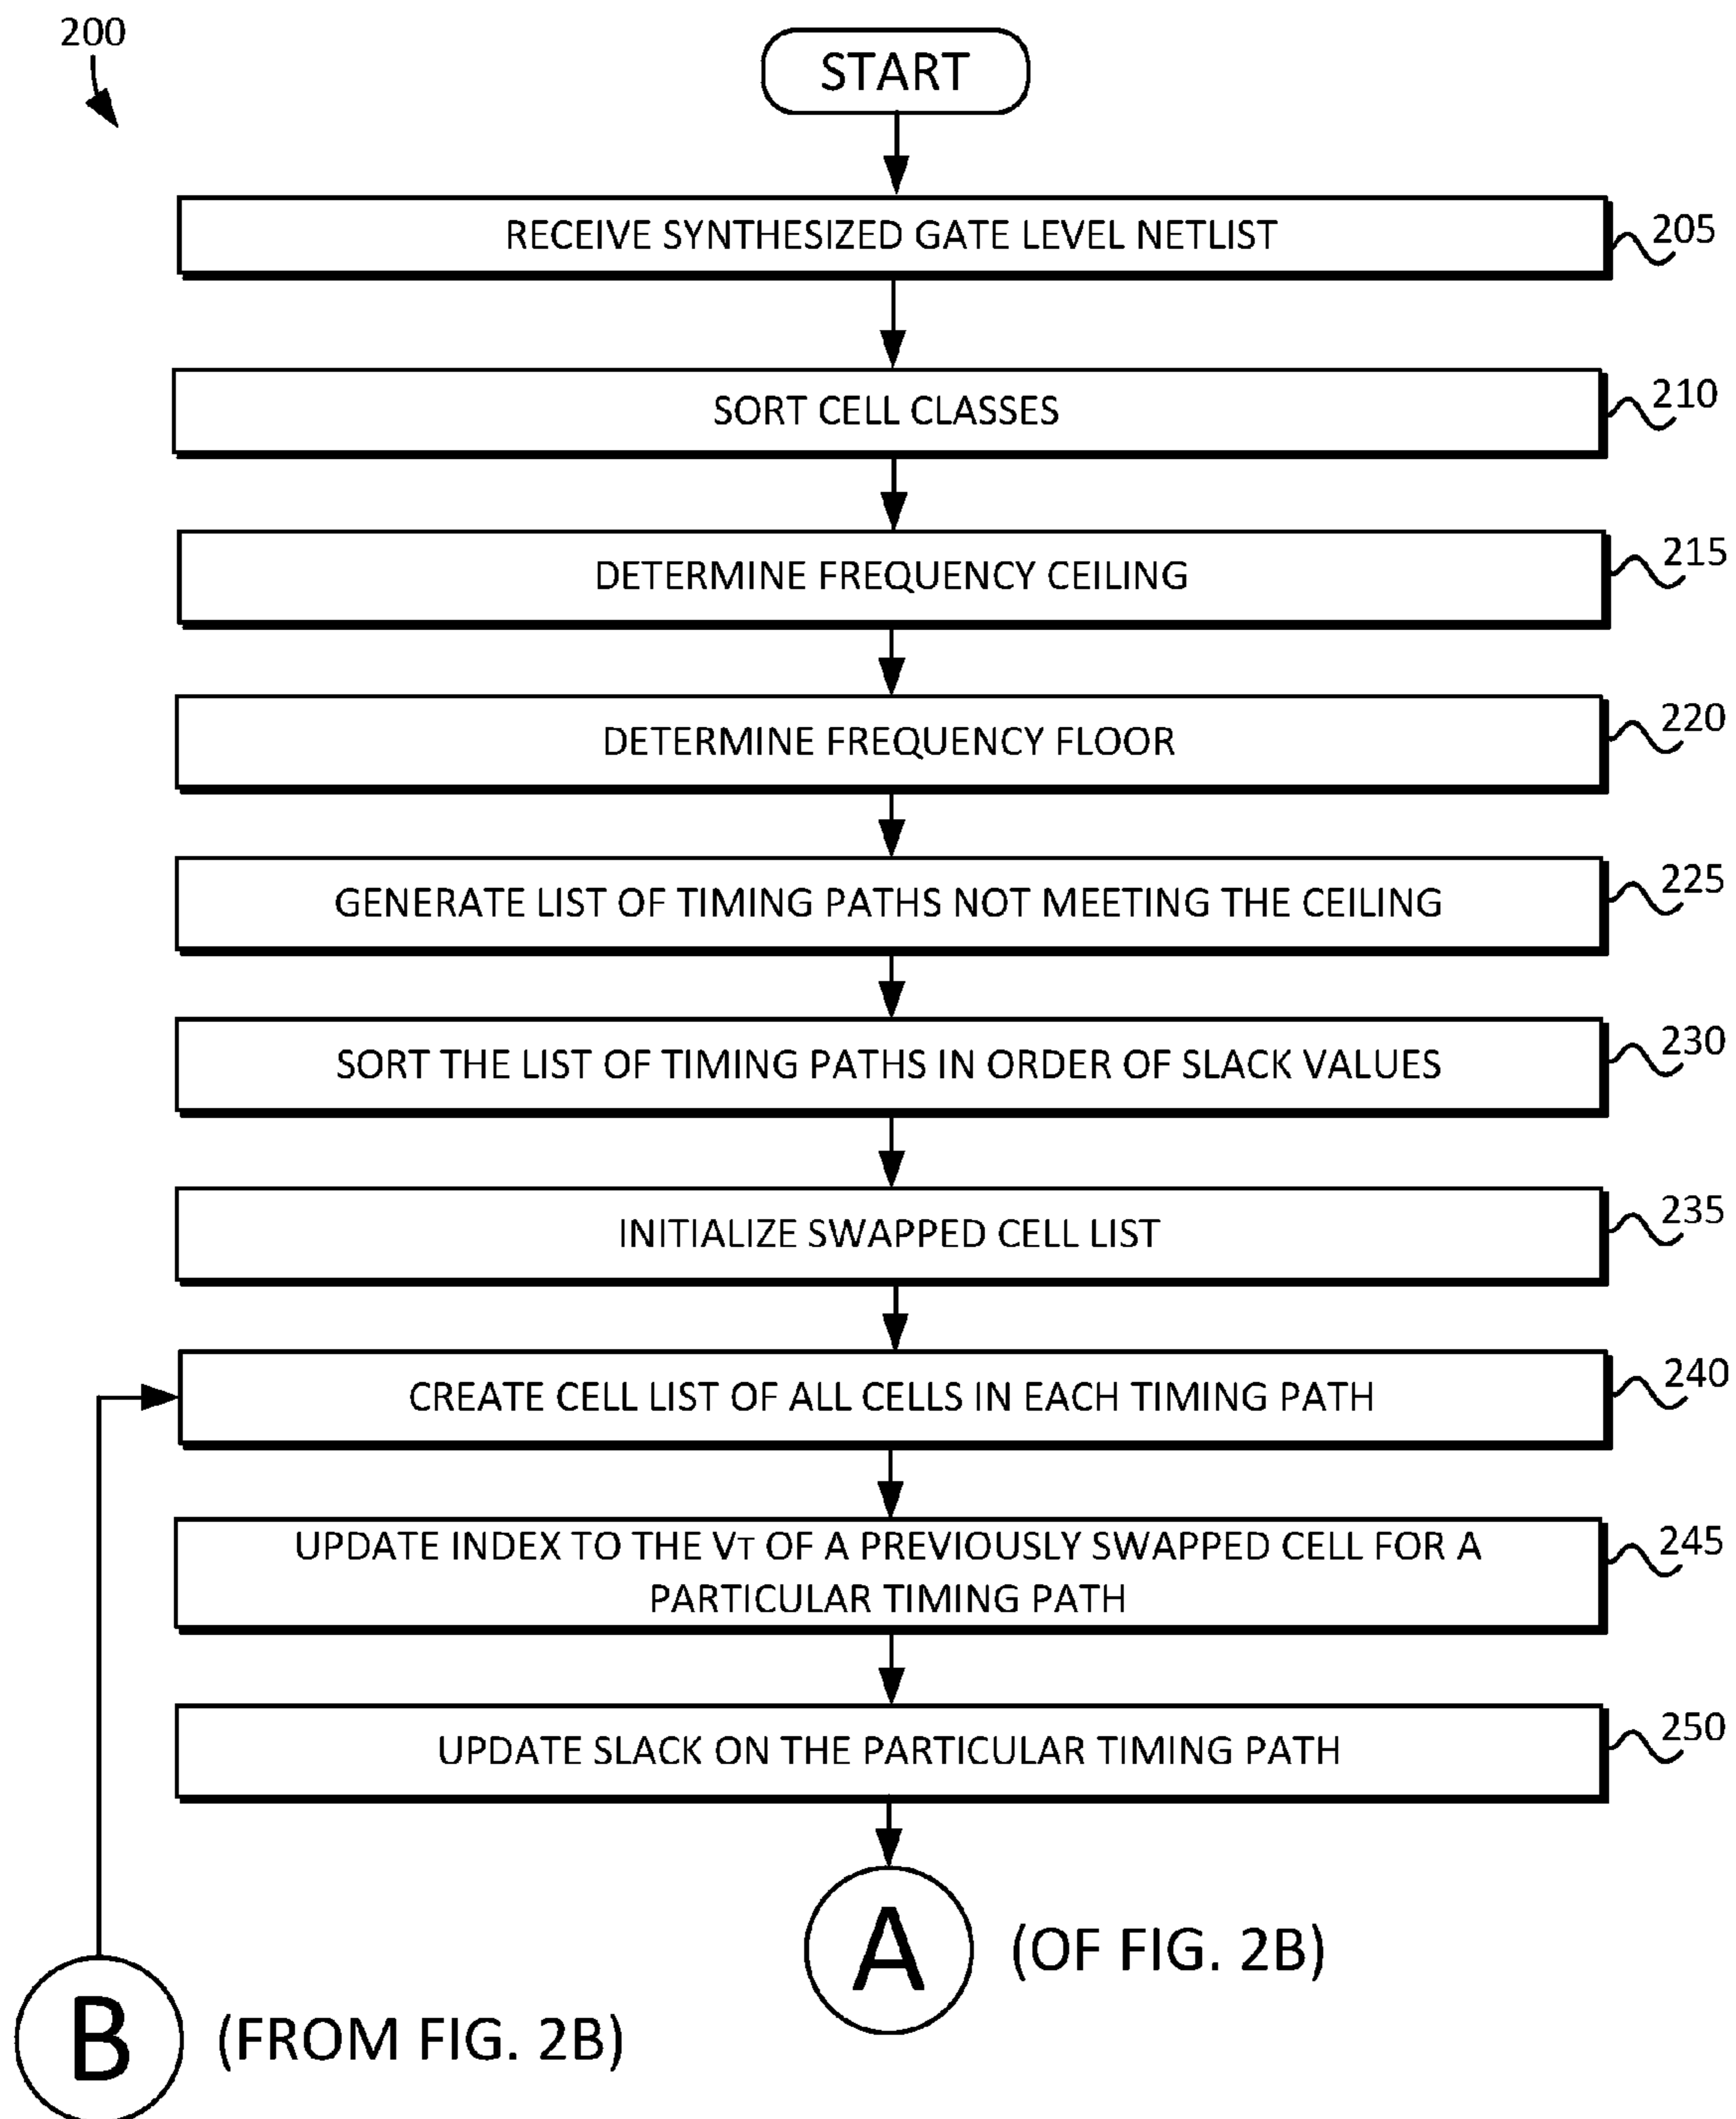 200
START
RECEIVE SYNTHESIZED GATE LEVEL NETLIST
205
SORT CELL CLASSES
210
DETERMINE FREQUENCY CEILING
215
DETERMINE FREQUENCY FLOOR
220
GENERATE LIST OF TIMING PATHS NOT MEETING THE CEILING
225
SORT THE LIST OF TIMING PATHS IN ORDER OF SLACK VALUES
230
INITIALIZE SWAPPED CELL LIST
235
CREATE CELL LIST OF ALL CELLS IN EACH TIMING PATH
240
UPDATE INDEX TO THE VT OF A PREVIOUSLY SWAPPED CELL FOR A
PARTICULAR TIMING PATH
245
UPDATE SLACK ON THE PARTICULAR TIMING PATH
250
A
(OF FIG. 2B)
B
(FROM FIG. 2B)